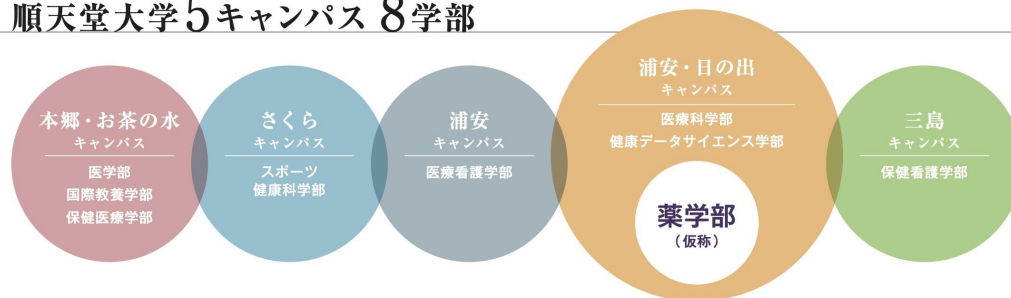 順天堂大学5キャンパス 8学部
本郷・お茶の水
キャンパス
医学部
国際教養学部
保健医療学部
さくら
キャンパス
スポーツ
健康科学部
浦安
キャンパス
医療看護学部
浦安・日の出
キャンパス
医療科学部
健康データサイエンス学部
薬学部
(仮称)
三島
キャンパス
保健看護学部